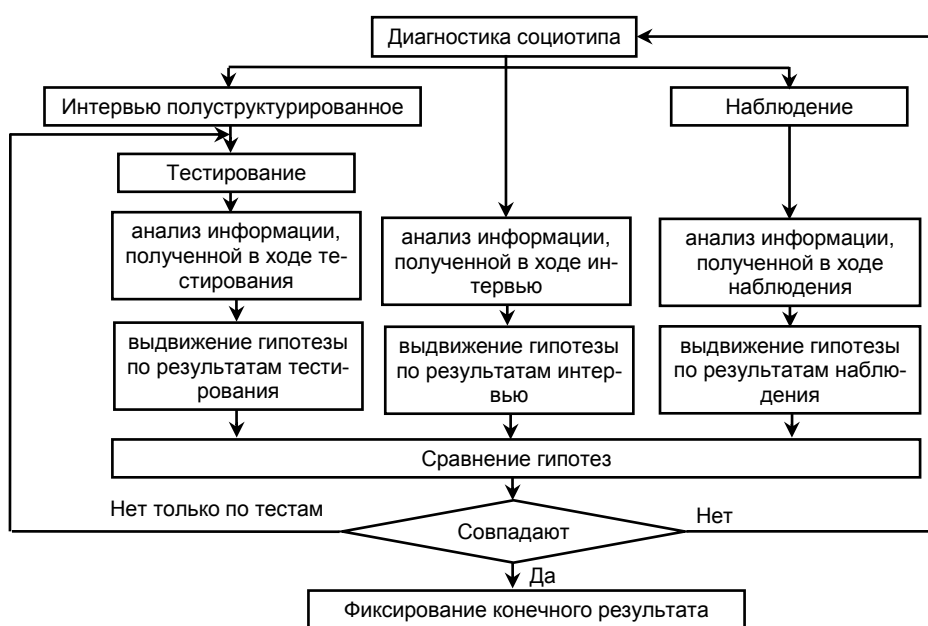 Диагностика социотипа
Интервью полуструктурированное
Наблюдение
Тестирование
анализ информации,
полученной в ходе те-
стирования
анализ информации,
полученной в ходе ин-
тервью
анализ информации,
полученной в ходе
наблюдения
выдвижение гипотезы
по результатам тести-
рования
выдвижение гипотезы
по результатам интер-
вью
выдвижение гипотезы
по результатам наблю-
дения
Сравнение гипотез
Нет только по тестам
Совпадают
Нет
Да
Фиксирование конечного результата